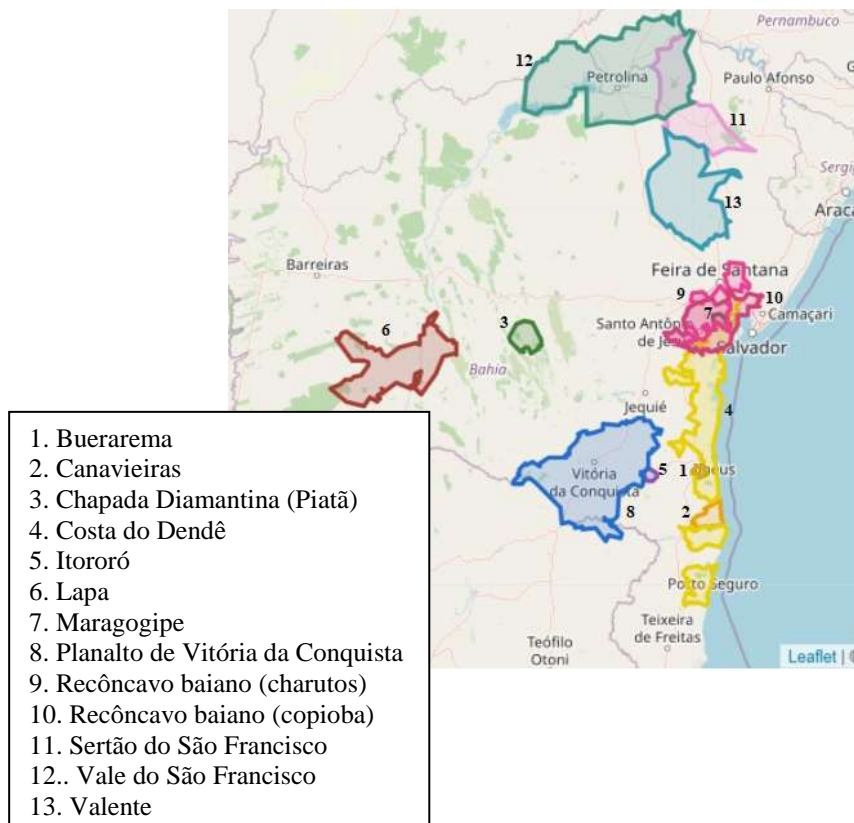 Pernambuco
12
Petrolina
Paulo Afonso
11
Sergi
13
Araca
Feira de Santana
Barreiras
9
10
7
Camaçari
6
3
Santo Antôn
de Jes
Salvador
Bahia
Jequié
4
Vitória
da Conquista
5
1
8
2
Porto Seguro
Teixeira
de Freitas
Teófilo
Otoni
Leaflet | ©
1. Buerarema
2. Canavieiras
3. Chapada Diamantina (Piatã)
4. Costa do Dendê
5. Itororó
6. Lapa
7. Maragogipe
8. Planalto de Vitória da Conquista
9. Recôncavo baiano (charutos)
10. Recôncavo baiano (copioba)
11. Sertão do São Francisco
12.. Vale do São Francisco
13. Valente